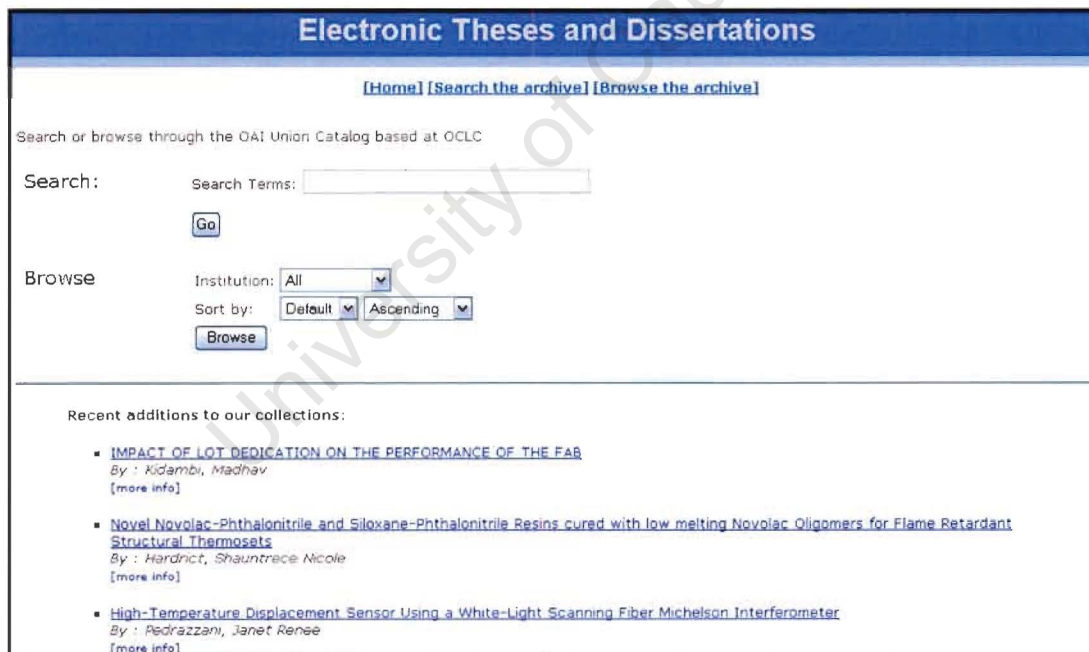 Electronic Theses and Dissertations
[Home] [Search the archive] [Browse the archive]
Search or browse through the OAI Union Catalog based at OCLC
Search:
Search Terms:
Go
Browse
Institution: All
Sort by: Default Ascending
Browse
Recent additions to our collections:
IMPACT OF LOT DEDICATION ON THE PERFORMANCE OF THE FAB
By : Kidambi, Madhav
[more info]
Novel Novolac-Phthalonitrile and Siloxane-Phthalonitrile Resins cured with low melting Novolac Oligomers for Flame Retardant
Structural Thermosets
By : Hardrict, Shauntrece Nicole
[more info]
High-Temperature Displacement Sensor Using a White-Light Scanning Fiber Michelson Interferometer
By : Pedrazzani, Janet Renee
[more info]
University of